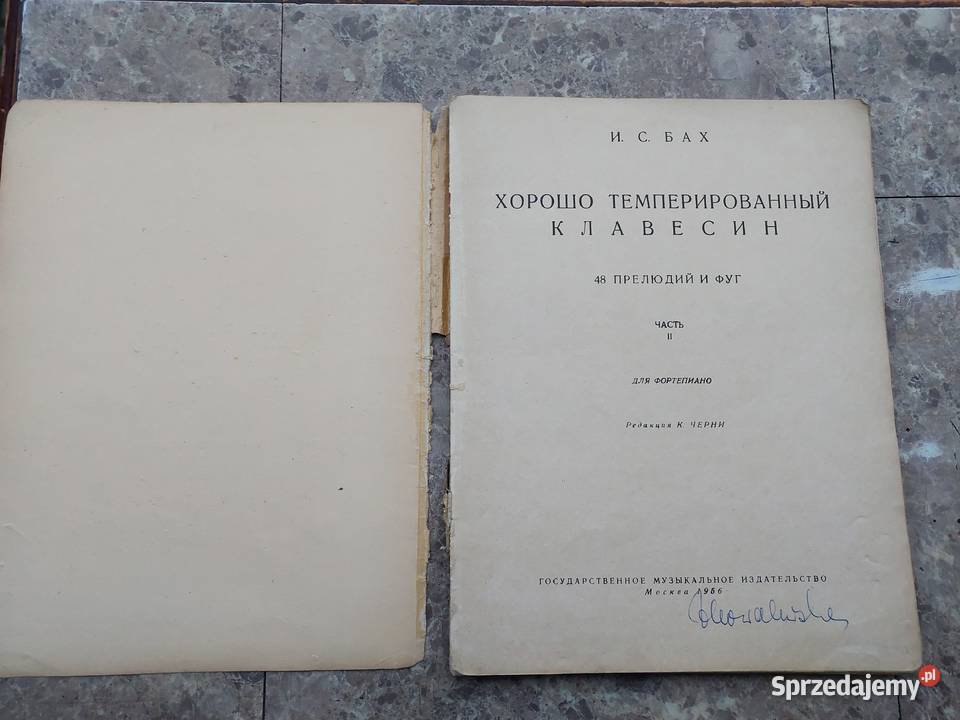 И. С. БАХ
ХОРОШО ТЕМПЕРИРОВАННЫЙ
КЛАВЕСИН
48 ПРЕЛЮДИЙ И ФУГ
ЧАСТЬ
II
ДЛЯ ФОРТЕПИАНО
Редакция К. ЧЕРНИ
ГОСУДАРСТВЕННОЕ МУЗЫКАЛЬНОЕ ИЗДАТЕЛЬСТВО
Москва 1956
Sprzedajemy.pl